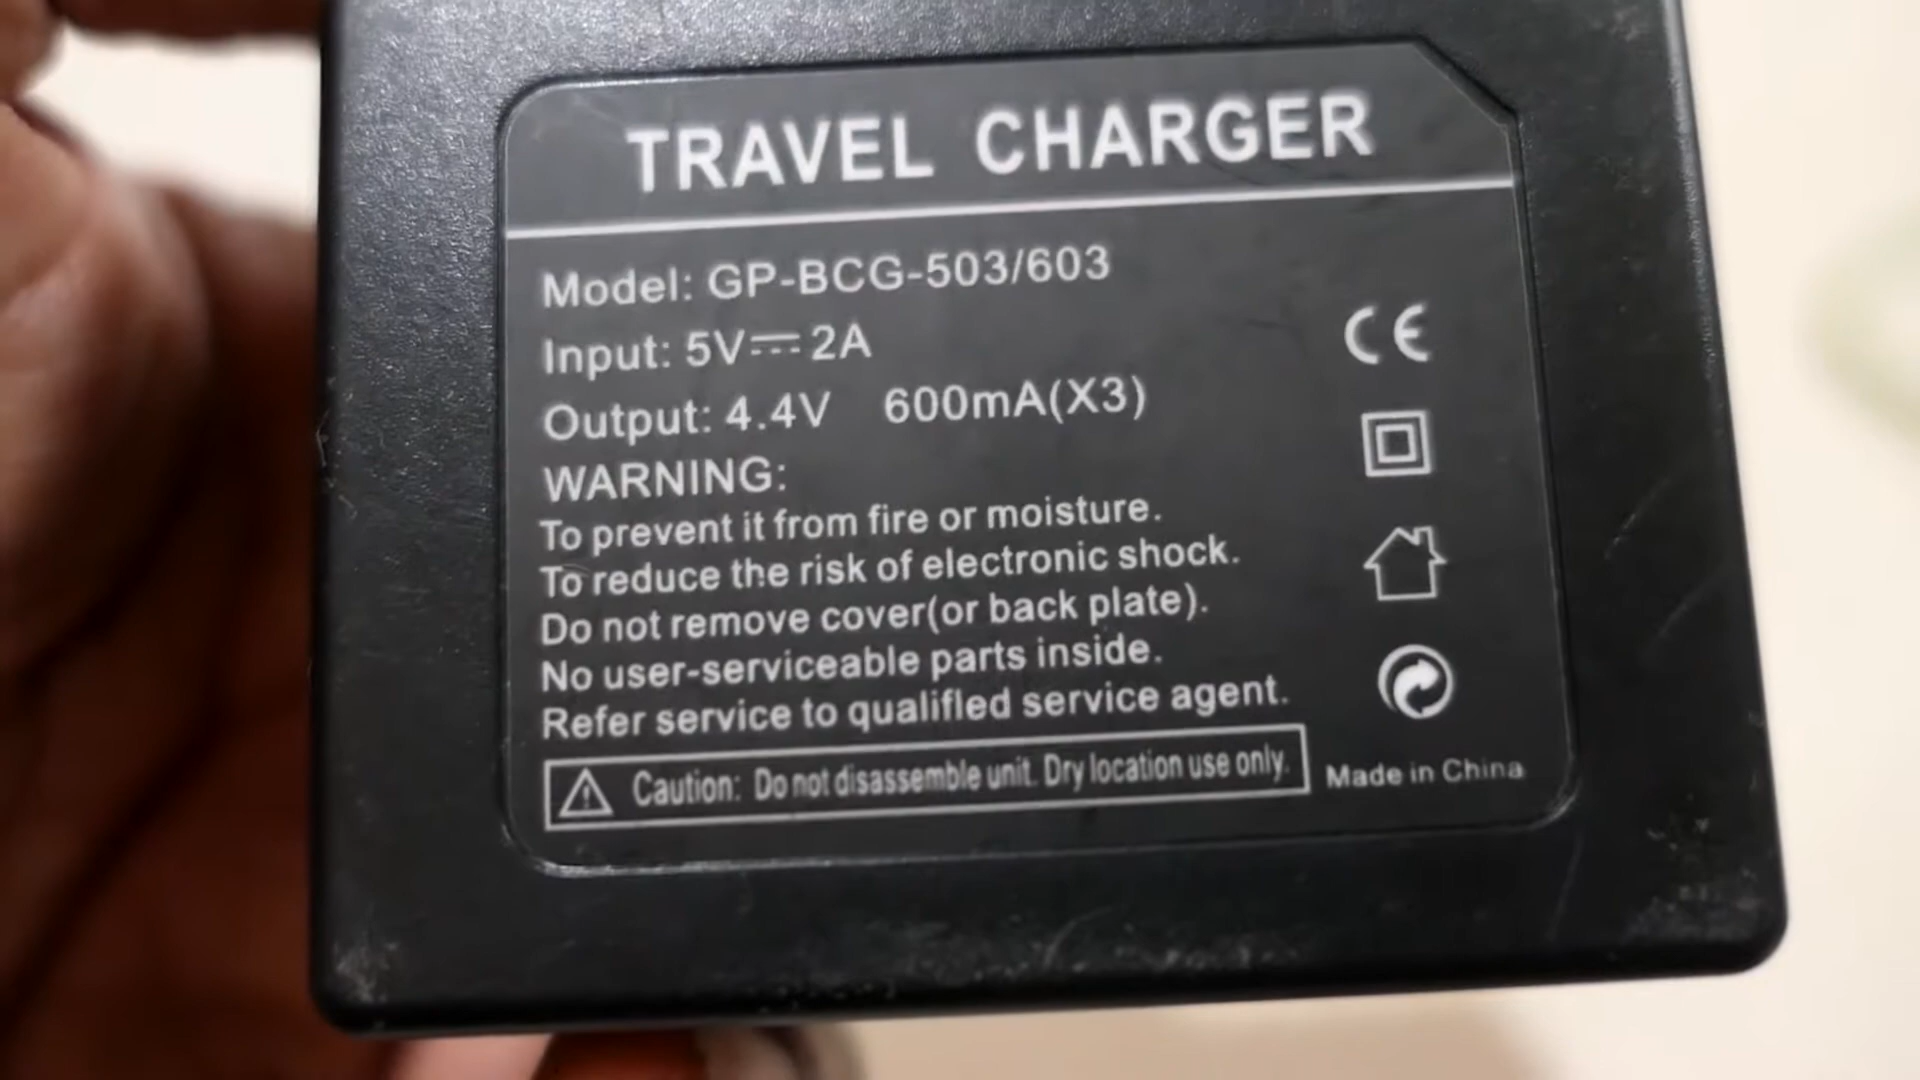 TRAVEL CHARGER
Model: GP-BCG-503/603
Input: 5V⎓2A
Output: 4.4V 600mA(X3)
WARNING:
To prevent it from fire or moisture.
To reduce the risk of electronic shock.
Do not remove cover(or back plate).
No user-serviceable parts inside.
Refer service to qualifled service agent.
Caution: Do not disassemble unit. Dry location use only.
CE
Made in China